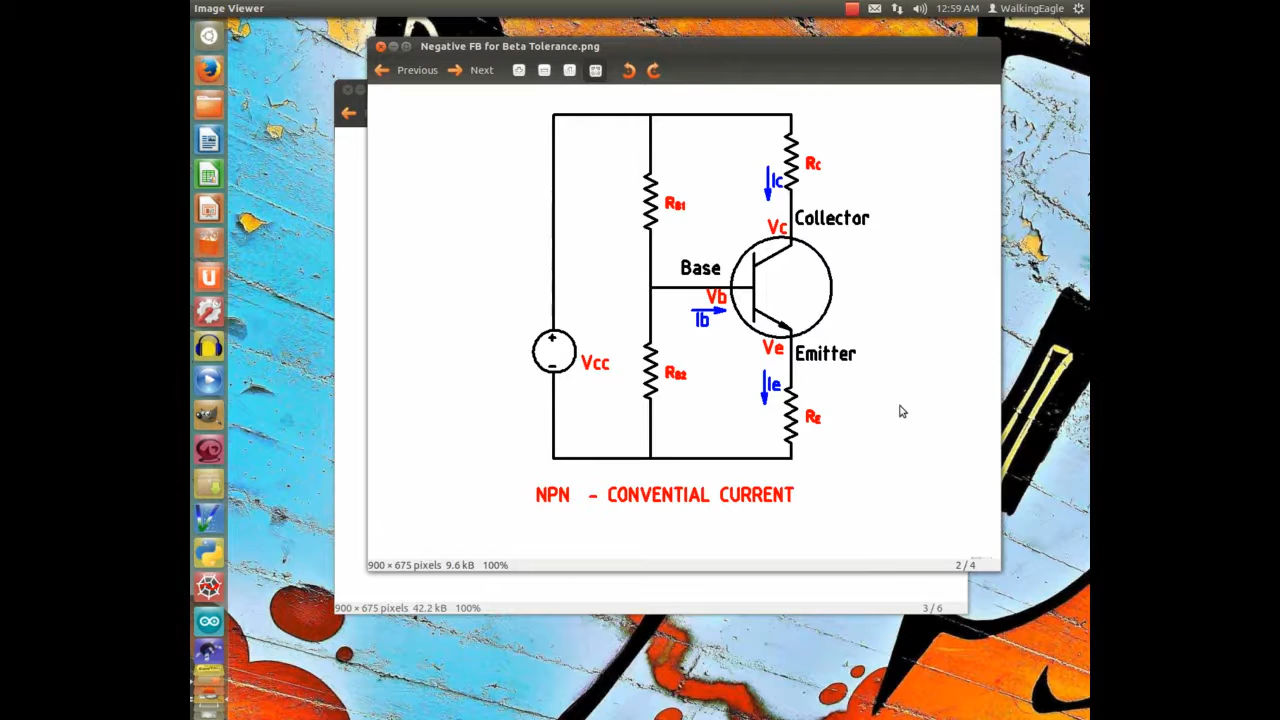 Image Viewer
12:59 AM
WalkingEagle
Negative FB for Beta Tolerance.png
Previous
Next
RC
Ic
RB1
Collector
Vc
Base
Vb
Ib
Ve
Emitter
+
-
Vcc
RB2
Ie
RE
NPN - CONVENTIAL CURRENT
900 × 675 pixels 9.6 kB 100%
2 / 4
900 × 675 pixels 42.2 kB 100%
3 / 6